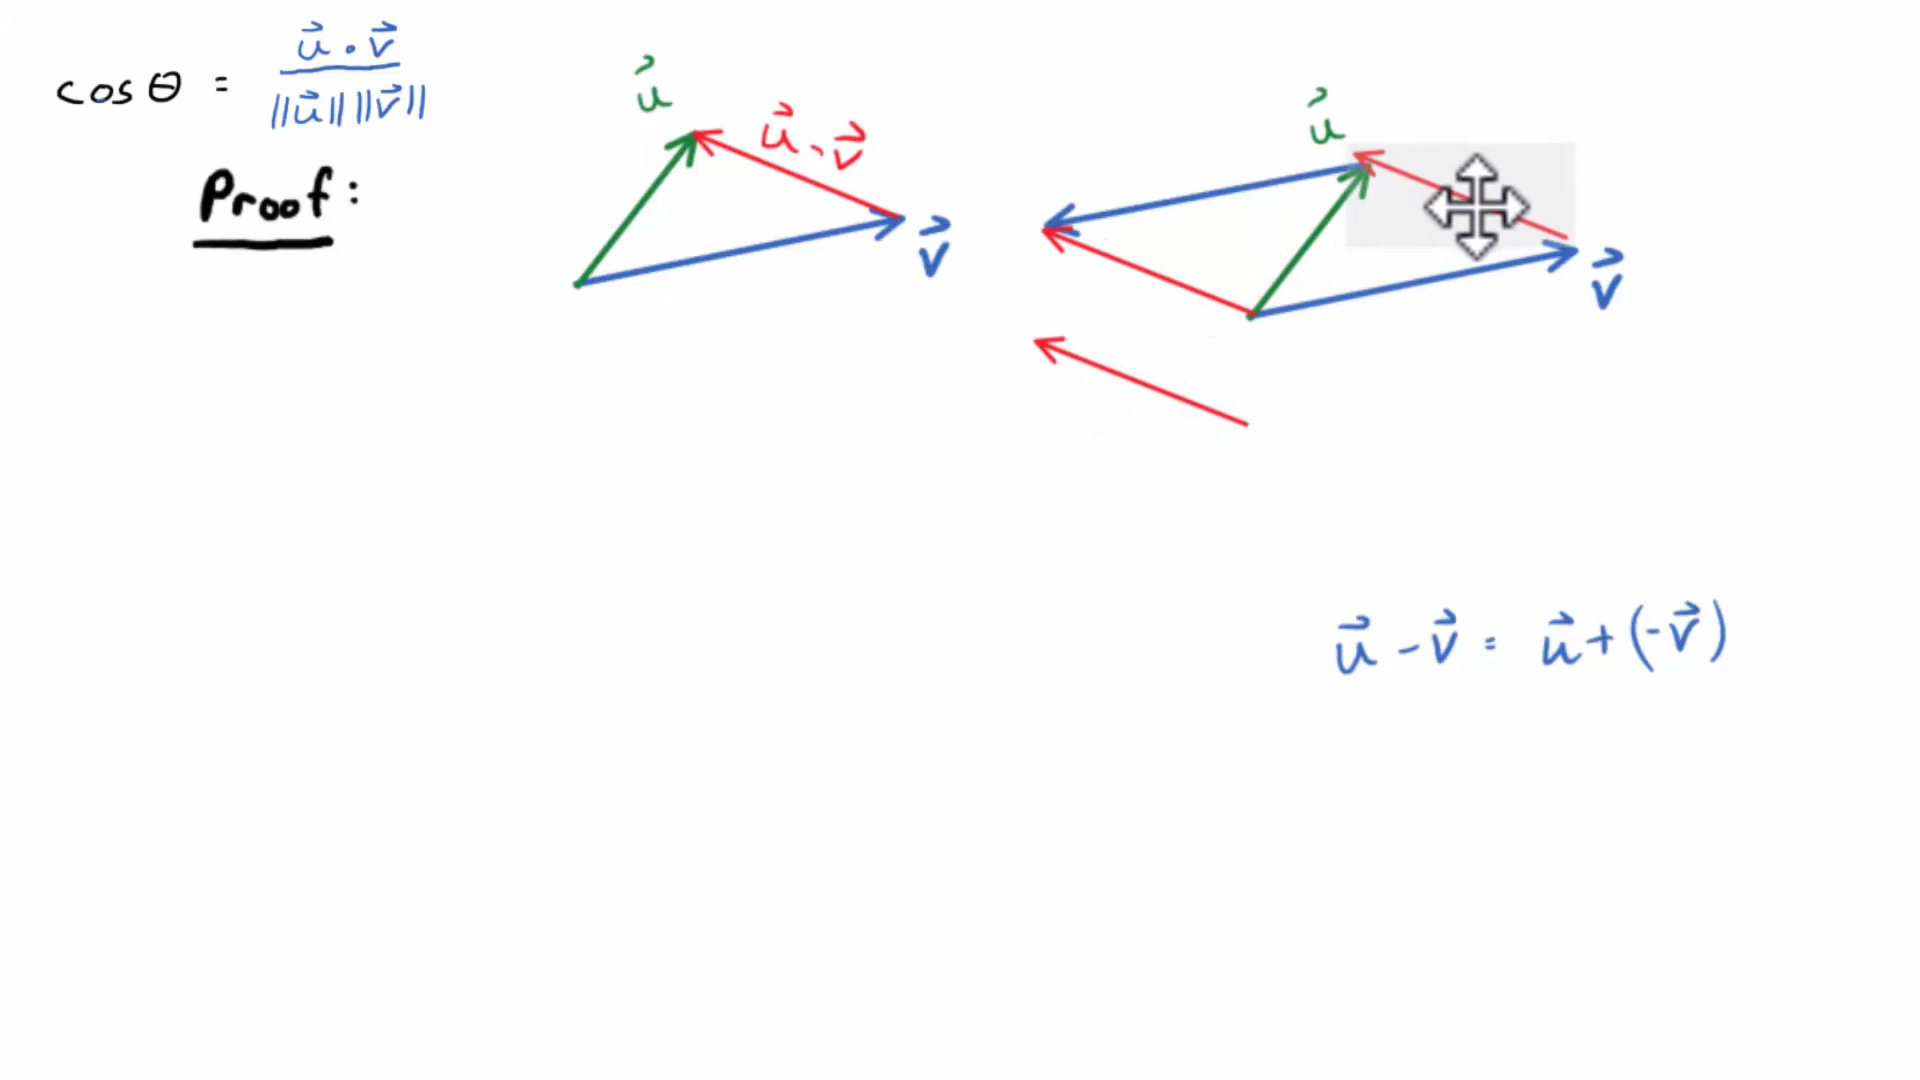 cos θ = u⃗ • v⃗ / ||u⃗|| ||v⃗||
Proof:
u⃗
u⃗ - v⃗
v⃗
u⃗
v⃗
u⃗ - v⃗ = u⃗ + (-v⃗)